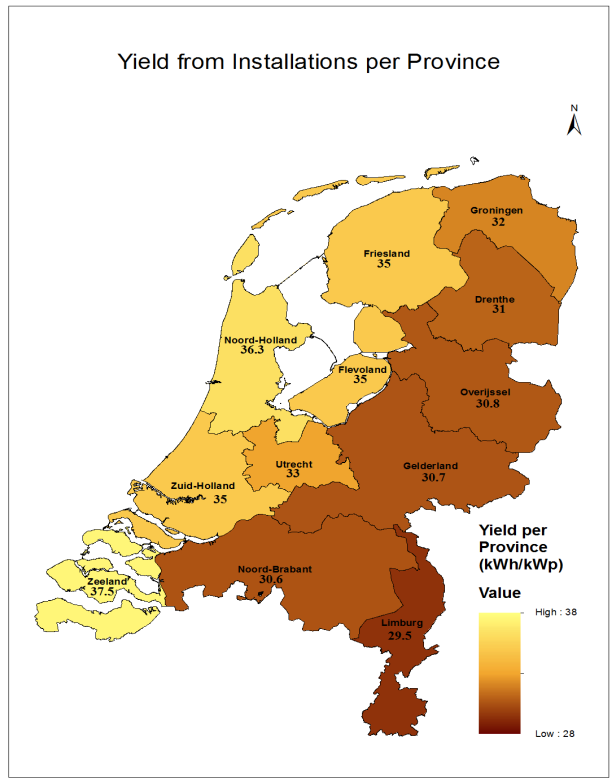 Yield from Installations per Province
N
Groningen
32
Friesland
35
Drenthe
31
Noord-Holland
36.3
Flevoland
35
Overijssel
30.8
Utrecht
33
Gelderland
30.7
Zuid-Holland
35
Zeeland
37.5
Noord-Brabant
30.6
Limburg
29.5
Yield per
Province
(kWh/kWp)
Value
High : 38
Low : 28